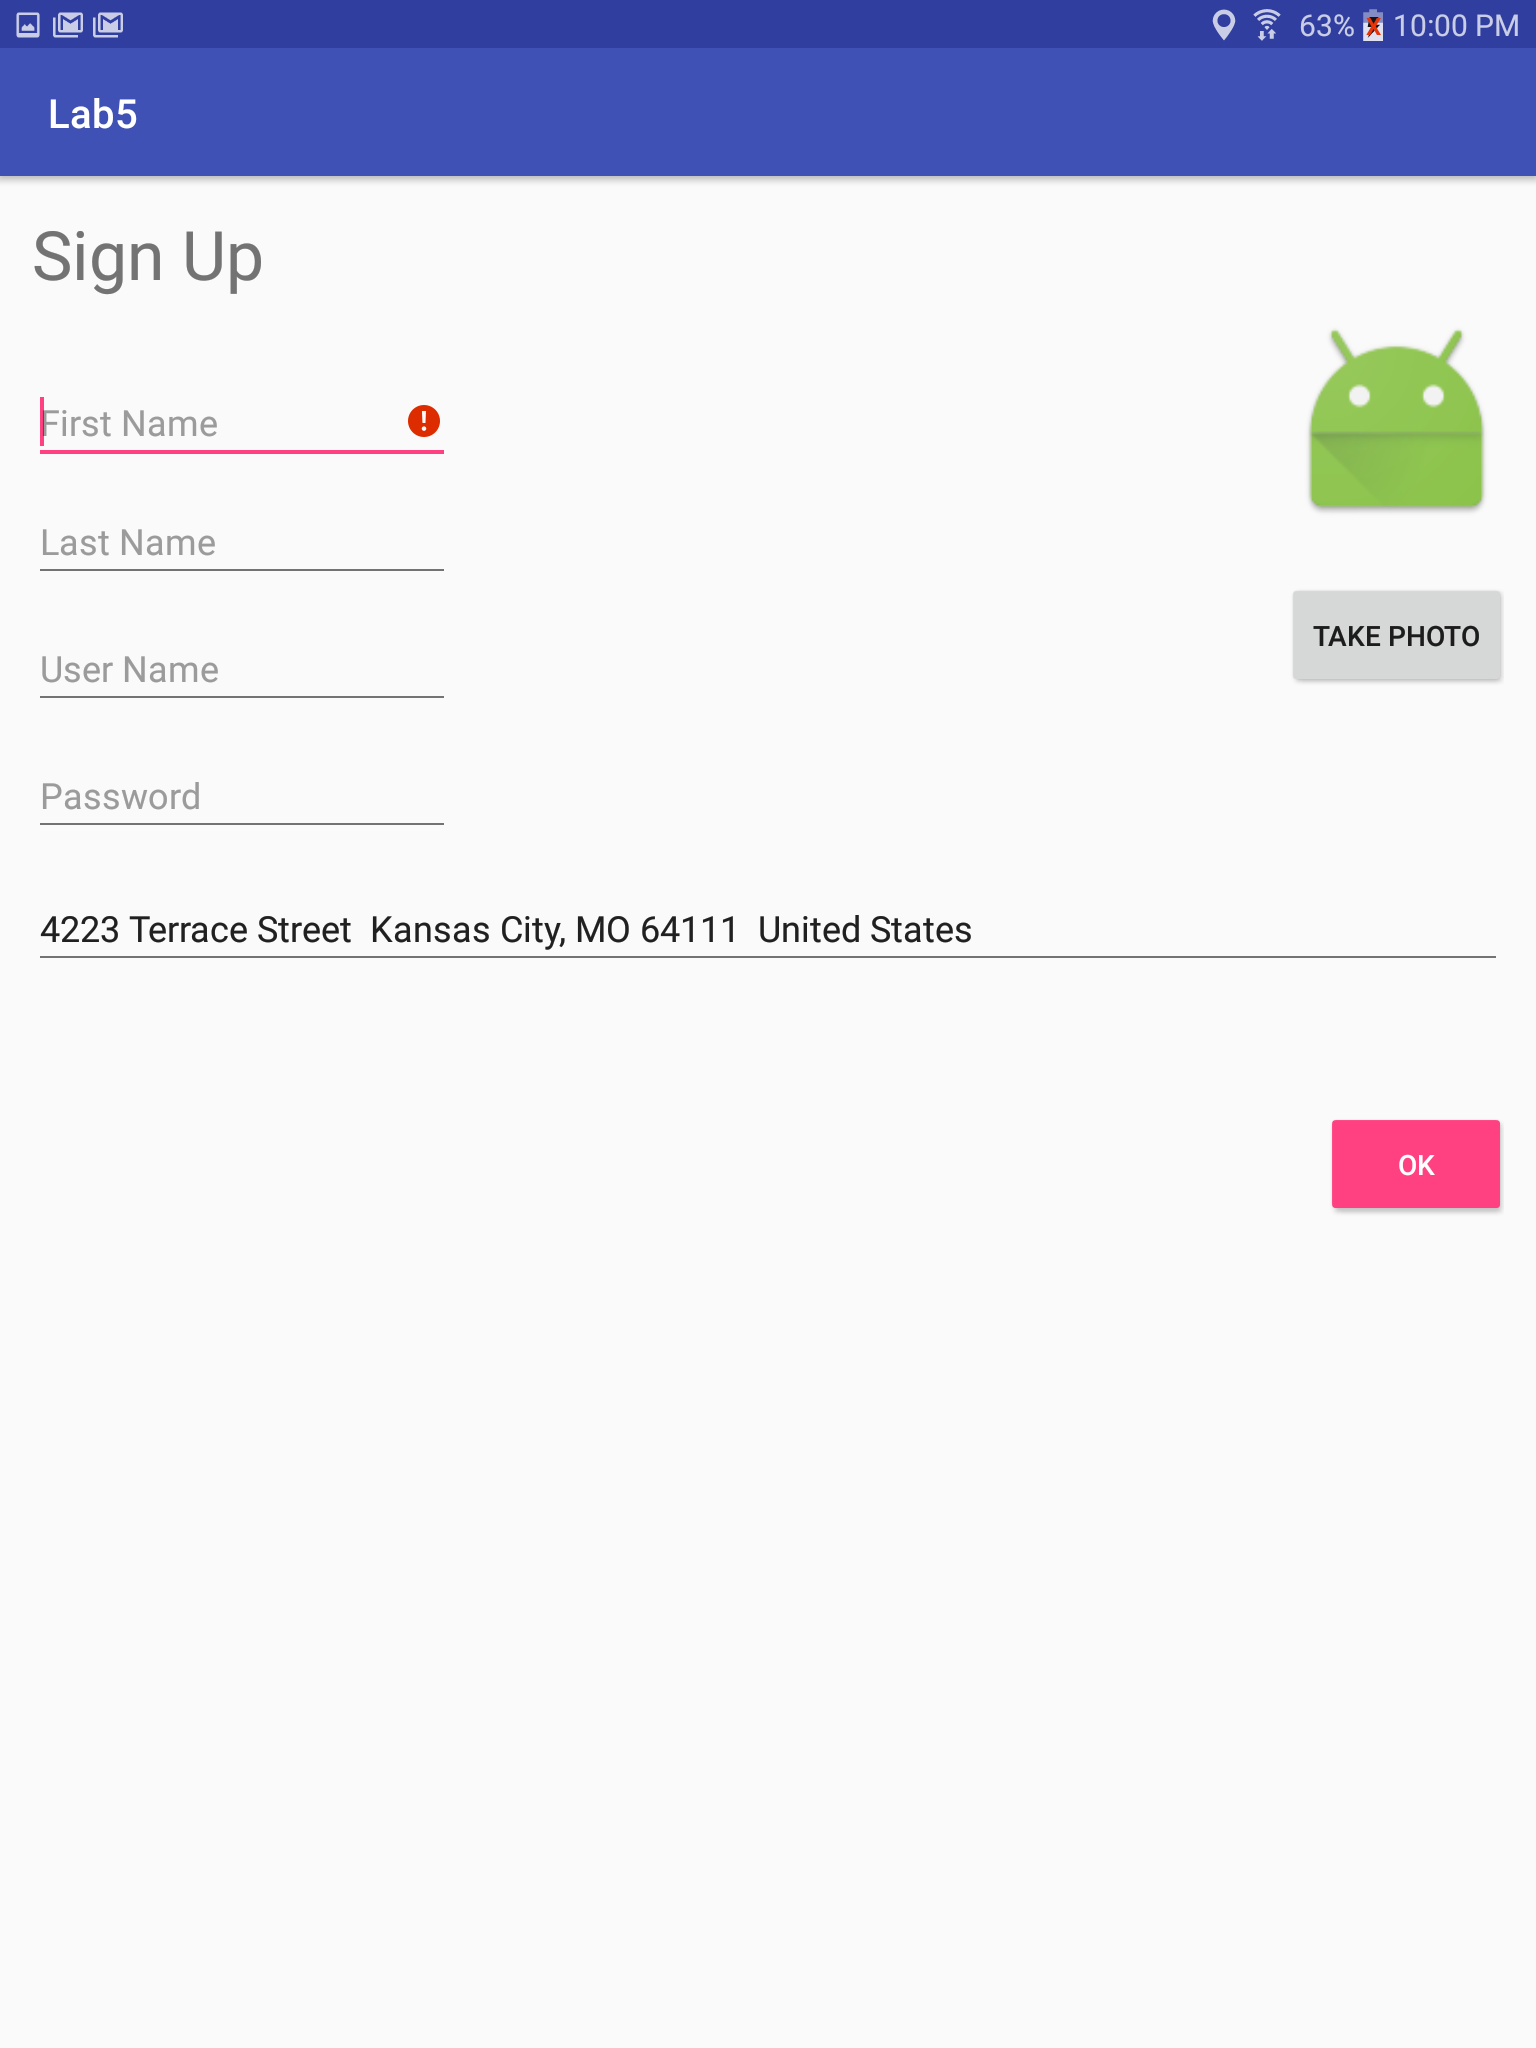 63% 10:00 PM
Lab5
Sign Up
First Name
Last Name
TAKE PHOTO
User Name
Password
4223 Terrace Street  Kansas City, MO 64111  United States
OK